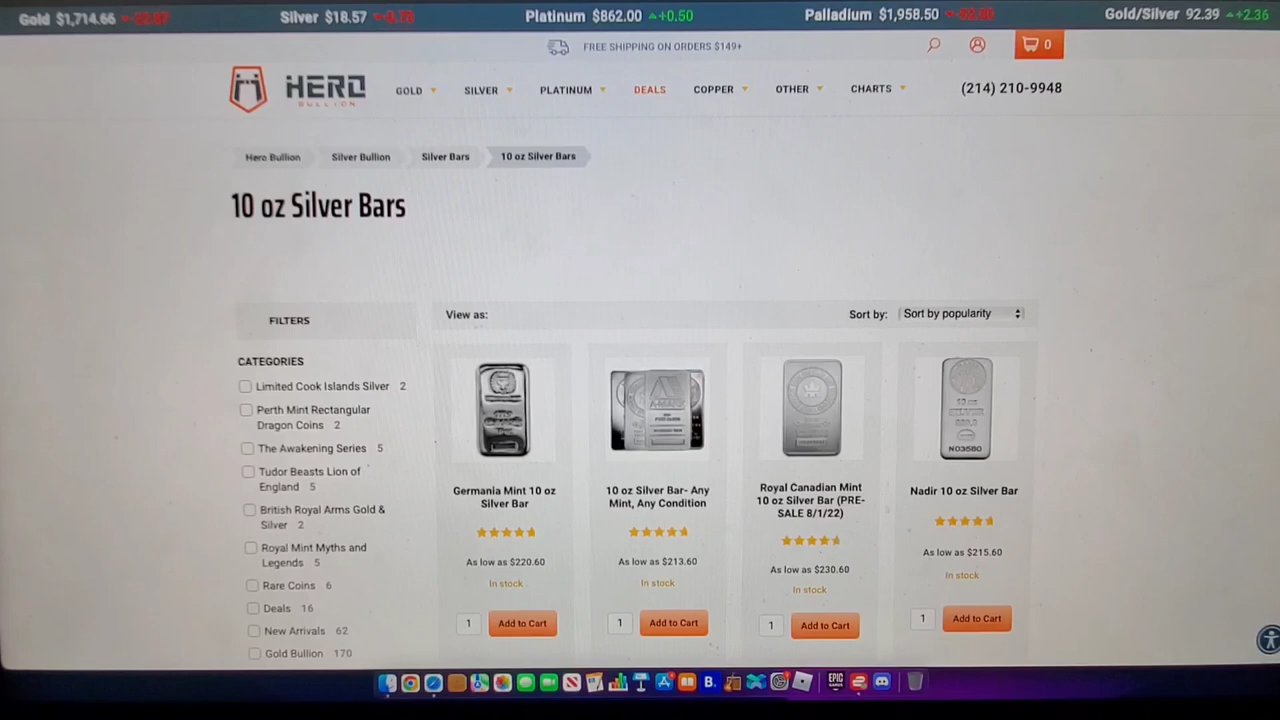 Gold $1,714.66
Silver $18.57
Platinum $862.00 +0.50
Palladium $1,958.50
Gold/Silver 92.39 +2.36
FREE SHIPPING ON ORDERS $149+
0
HERO
BULLION
GOLD
SILVER
PLATINUM
DEALS
COPPER
OTHER
CHARTS
(214) 210-9948
Hero Bullion
Silver Bullion
Silver Bars
10 oz Silver Bars
10 oz Silver Bars
FILTERS
View as:
Sort by:
Sort by popularity
CATEGORIES
Limited Cook Islands Silver 2
Perth Mint Rectangular
Dragon Coins 2
The Awakening Series 5
Tudor Beasts Lion of
England 5
British Royal Arms Gold &
Silver 2
Royal Mint Myths and
Legends 5
Rare Coins 6
Deals 16
New Arrivals 62
Gold Bullion 170
Germania Mint 10 oz
Silver Bar
As low as $220.60
In stock
1
Add to Cart
10 oz Silver Bar- Any
Mint, Any Condition
As low as $213.60
In stock
1
Add to Cart
Royal Canadian Mint
10 oz Silver Bar (PRE-
SALE 8/1/22)
As low as $230.60
In stock
1
Add to Cart
10 oz
N03580
Nadir 10 oz Silver Bar
As low as $215.60
In stock
1
Add to Cart
B.
EPIC
GAMES